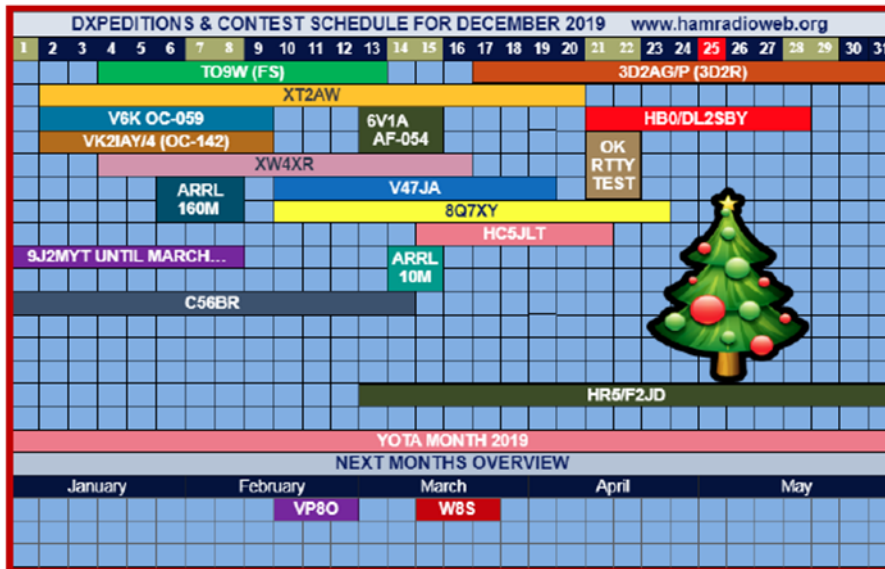 DXPEDITIONS & CONTEST SCHEDULE FOR DECEMBER 2019 www.hamradioweb.org
1 2 3 4 5 6 7 8 9 10 11 12 13 14 15 16 17 18 19 20 21 22 23 24 25 26 27 28 29 30 31
TO9W (FS) 3D2AG/P (3D2R)
XT2AW
V6K OC-059 6V1A HB0/DL2SBY
VK2IAY/4 (OC-142) AF-054 OK
XW4XR RTTY
ARRL V47JA TEST
160M 8Q7XY
HC5JLT
9J2MYT UNTIL MARCH... ARRL
10M
C56BR
HR5/F2JD
YOTA MONTH 2019
NEXT MONTHS OVERVIEW
January February March April May
VP8O W8S